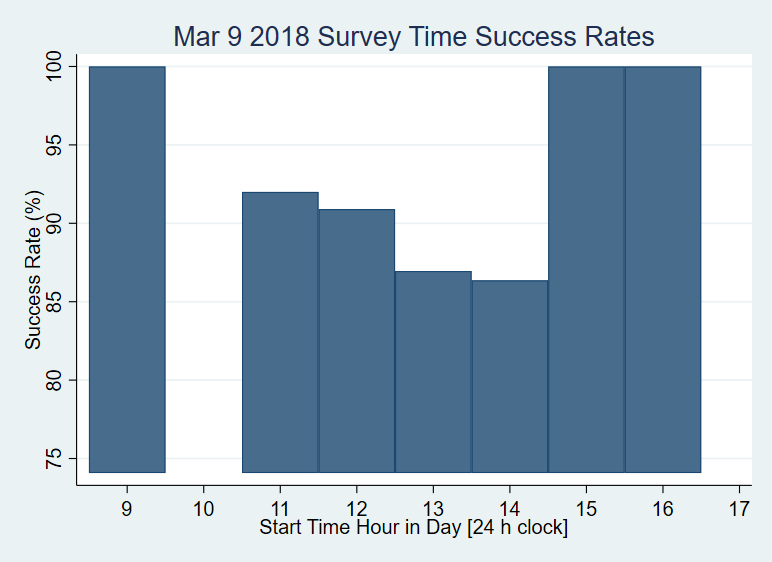 Mar 9 2018 Survey Time Success Rates
Success Rate (%)
100
95
90
85
80
75
9 10 11 12 13 14 15 16 17
Start Time Hour in Day [24 h clock]